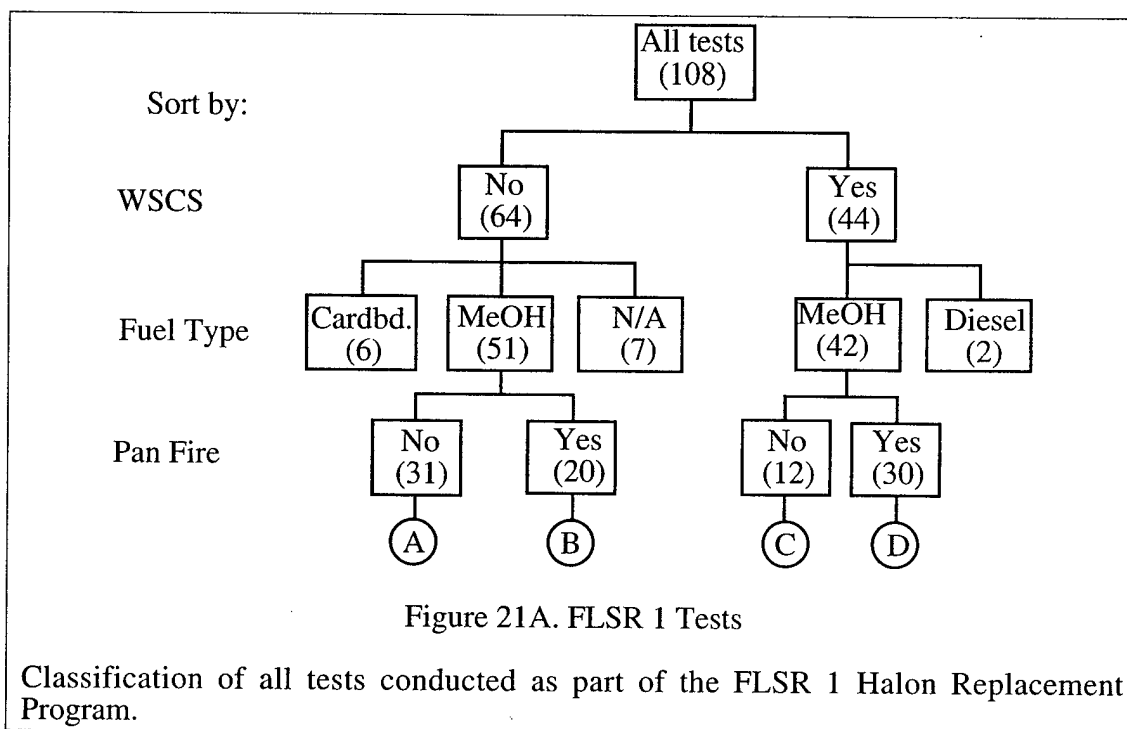 All tests
(108)
Sort by:
WSCS
No
(64)
Yes
(44)
Fuel Type
Cardbd.
(6)
MeOH
(51)
N/A
(7)
MeOH
(42)
Diesel
(2)
Pan Fire
No
(31)
Yes
(20)
No
(12)
Yes
(30)
A
B
C
D
Figure 21A. FLSR 1 Tests
Classification of all tests conducted as part of the FLSR 1 Halon Replacement
Program.